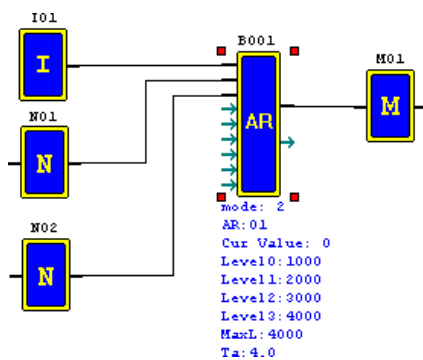 I01
I
B001
AR
M01
M
N01
N
N02
N
mode: 2
AR:01
Cur Value: 0
Level0:1000
Level1:2000
Level2:3000
Level3:4000
MaxL:4000
Ta:4.0